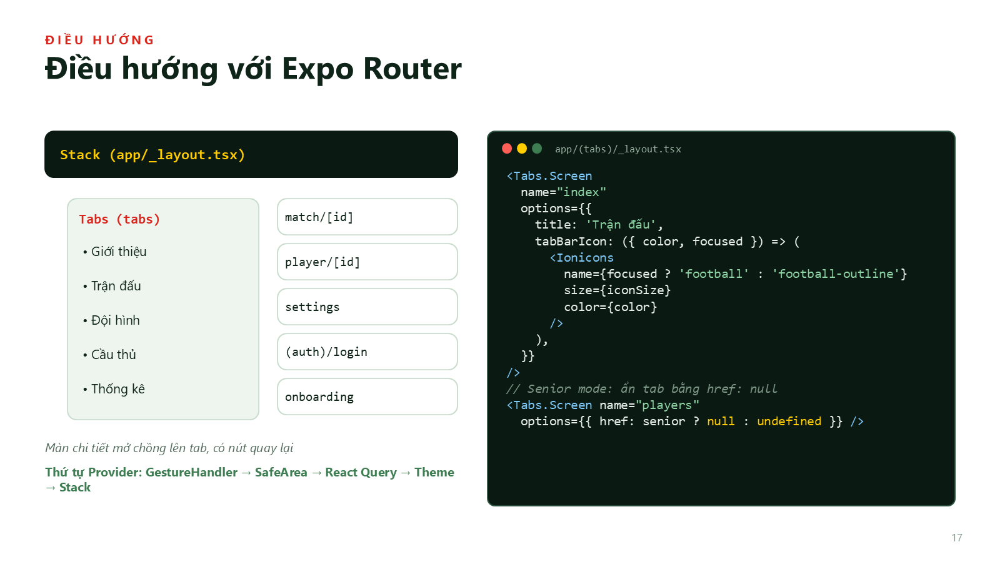 ĐIỀU HƯỚNG
Điều hướng với Expo Router
Stack (app/_layout.tsx)
Tabs (tabs)
• Giới thiệu
• Trận đấu
• Đội hình
• Cầu thủ
• Thống kê
match/[id]
player/[id]
settings
(auth)/login
onboarding
Màn chi tiết mở chồng lên tab, có nút quay lại
Thứ tự Provider: GestureHandler → SafeArea → React Query → Theme
→ Stack
app/(tabs)/_layout.tsx
<Tabs.Screen
  name="index"
  options={{
    title: 'Trận đấu',
    tabBarIcon: ({ color, focused }) => (
      <Ionicons
        name={focused ? 'football' : 'football-outline'}
        size={iconSize}
        color={color}
      />
    ),
  }}
/>
// Senior mode: ẩn tab bằng href: null
<Tabs.Screen name="players"
  options={{ href: senior ? null : undefined }} />
17